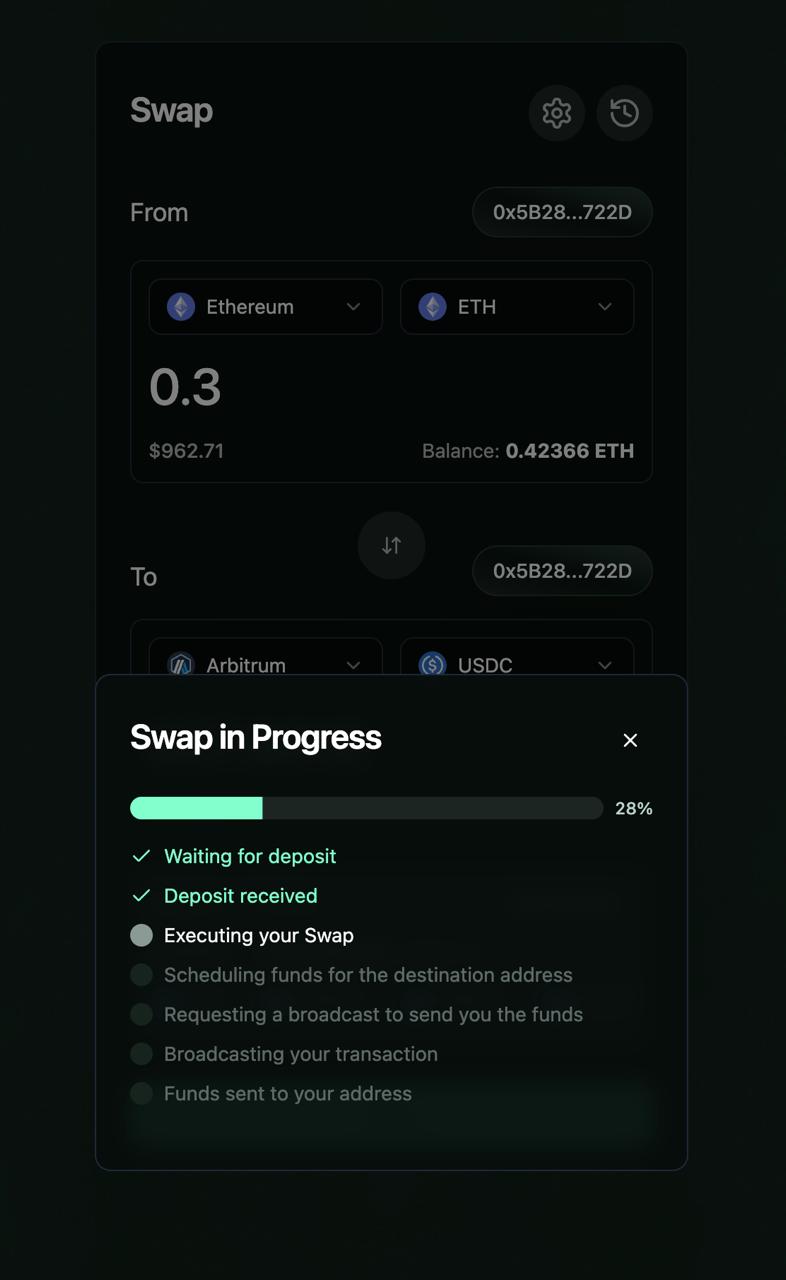 Swap
From 0x5B28...722D
Ethereum ETH
0.3
$962.71 Balance: 0.42366 ETH
To 0x5B28...722D
Arbitrum USDC
Swap in Progress
28%
Waiting for deposit
Deposit received
Executing your Swap
Scheduling funds for the destination address
Requesting a broadcast to send you the funds
Broadcasting your transaction
Funds sent to your address